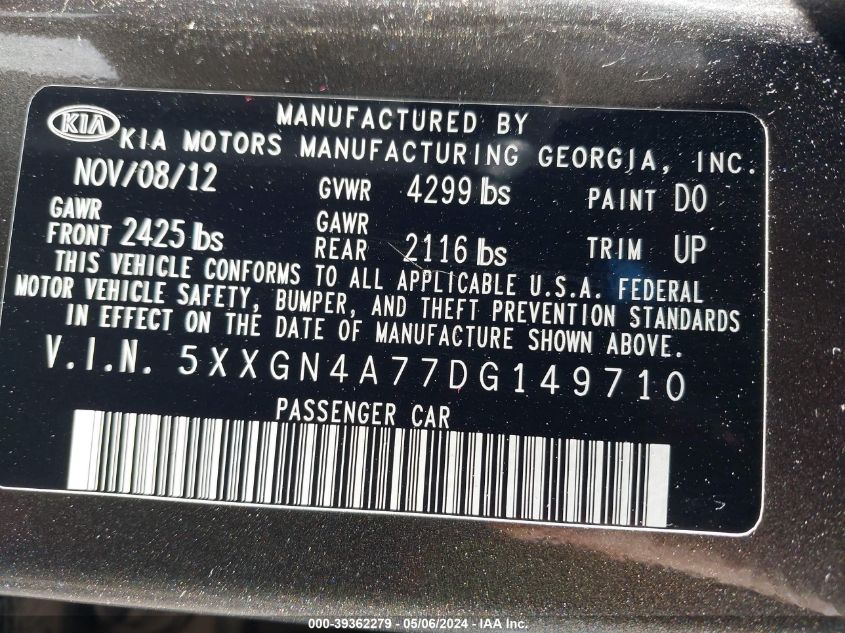 MANUFACTURED BY
KIA KIA MOTORS MANUFACTURING GEORGIA, INC.
NOV/08/12 GVWR 4299 lbs PAINT D0
GAWR FRONT 2425 lbs GAWR REAR 2116 lbs TRIM UP
THIS VEHICLE CONFORMS TO ALL APPLICABLE U.S.A. FEDERAL
MOTOR VEHICLE SAFETY, BUMPER, AND THEFT PREVENTION STANDARDS
IN EFFECT ON THE DATE OF MANUFACTURE SHOWN ABOVE.
V.I.N. 5XXGN4A77DG149710
PASSENGER CAR
000-39362279 - 05/06/2024 - IAA Inc.